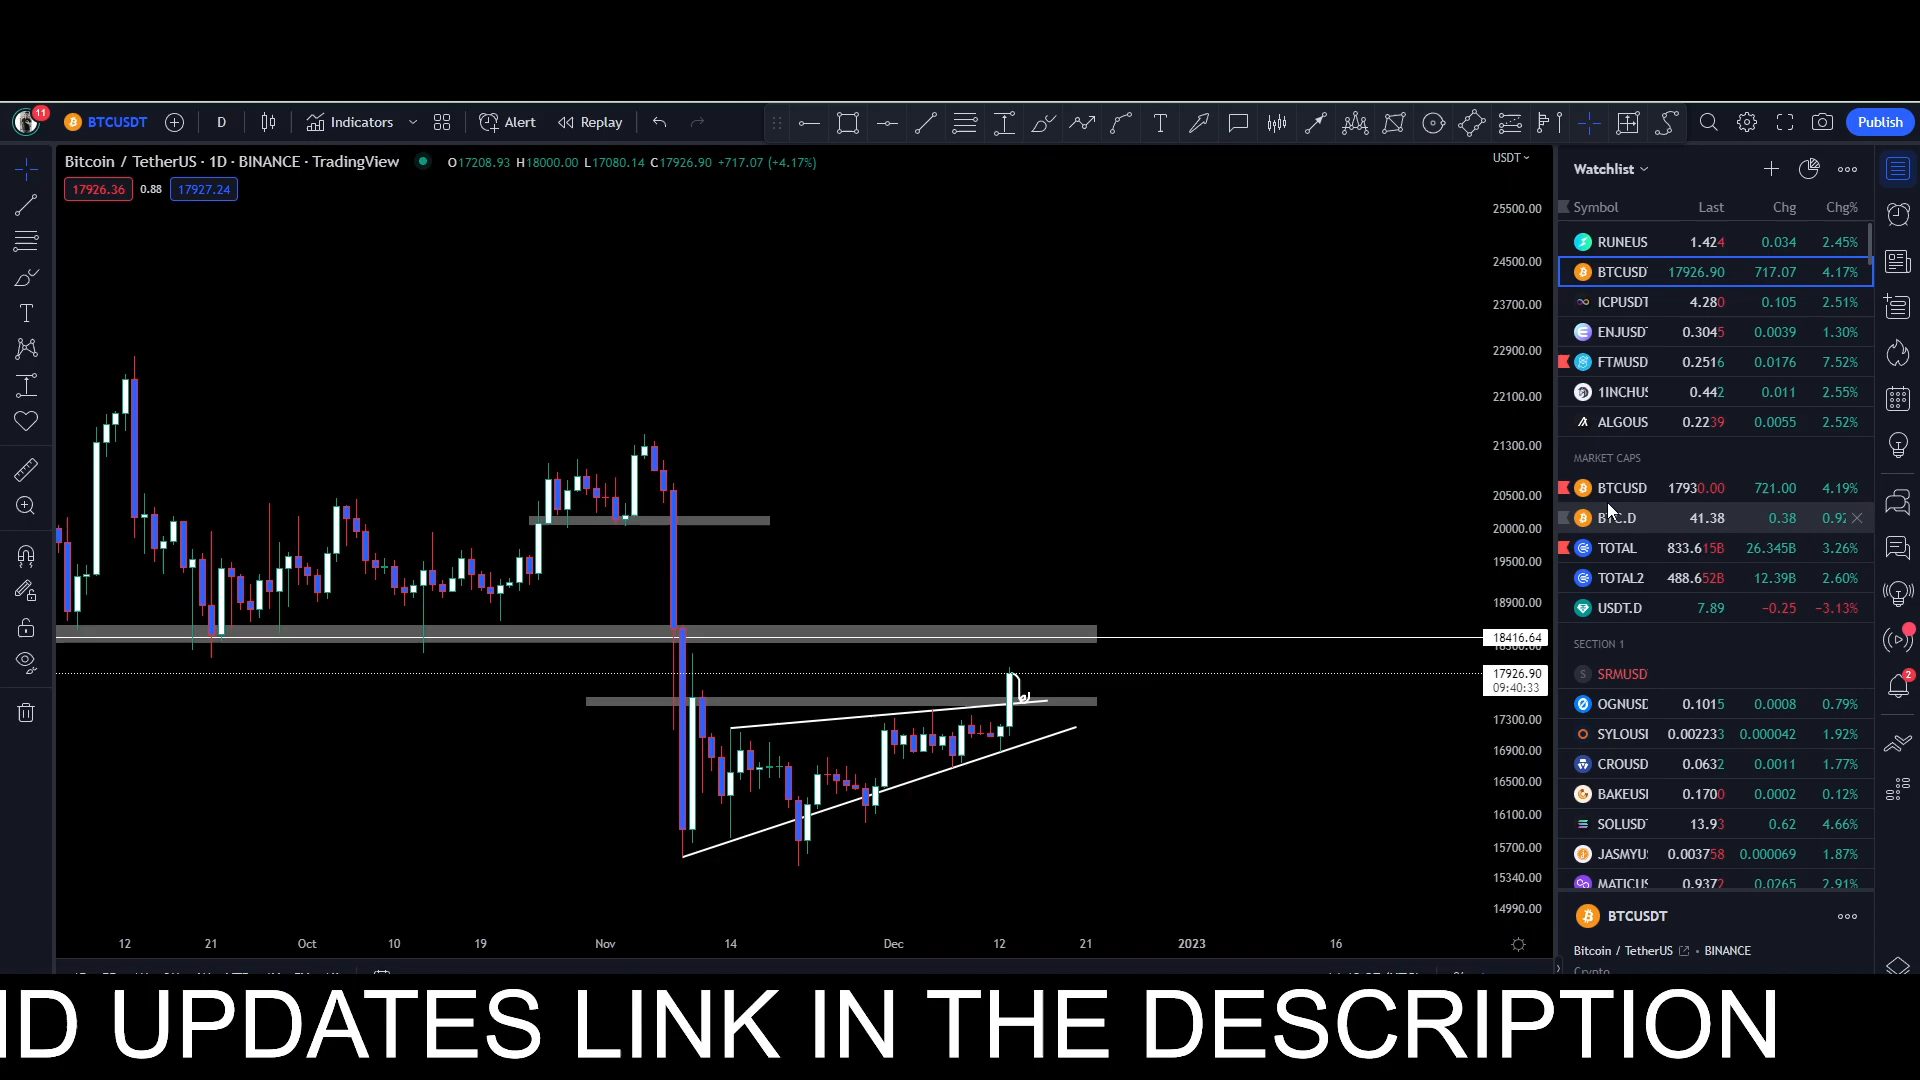 11
BTCUSDT
D
Indicators
Alert
Replay
Publish
Bitcoin / TetherUS · 1D · BINANCE · TradingView
O17208.93 H18000.00 L17080.14 C17926.90 +717.07 (+4.17%)
17926.36 0.88 17927.24
USDT
25500.00
24500.00
23700.00
22900.00
22100.00
21300.00
20500.00
20000.00
19500.00
18900.00
18416.64
17926.90
09:40:33
17300.00
16900.00
16500.00
16100.00
15700.00
15340.00
14990.00
12 21 Oct 10 19 Nov 14 Dec 12 21 2023 16
Watchlist
Symbol Last Chg Chg%
RUNEUS 1.424 0.034 2.45%
BTCUSD 17926.90 717.07 4.17%
ICPUSDT 4.280 0.105 2.51%
ENJUSD 0.3045 0.0039 1.30%
FTMUSD 0.2516 0.0176 7.52%
1INCHUS 0.442 0.011 2.55%
ALGOUS 0.2239 0.0055 2.52%
MARKET CAPS
BTCUSD 17930.00 721.00 4.19%
BTC.D 41.38 0.38 0.92
TOTAL 833.615B 26.345B 3.26%
TOTAL2 488.652B 12.39B 2.60%
USDT.D 7.89 −0.25 −3.13%
SECTION 1
SRMUSD
OGNUSD 0.1015 0.0008 0.79%
SYLOUSI 0.002233 0.000042 1.92%
CROUSD 0.0632 0.0011 1.77%
BAKEUSI 0.1700 0.0002 0.12%
SOLUSD 13.93 0.62 4.66%
JASMYU 0.003758 0.000069 1.87%
MATICUS 0.9372 0.0265 2.91%
2
BTCUSDT
Bitcoin / TetherUS · BINANCE
Crypto
ND UPDATES LINK IN THE DESCRIPTION